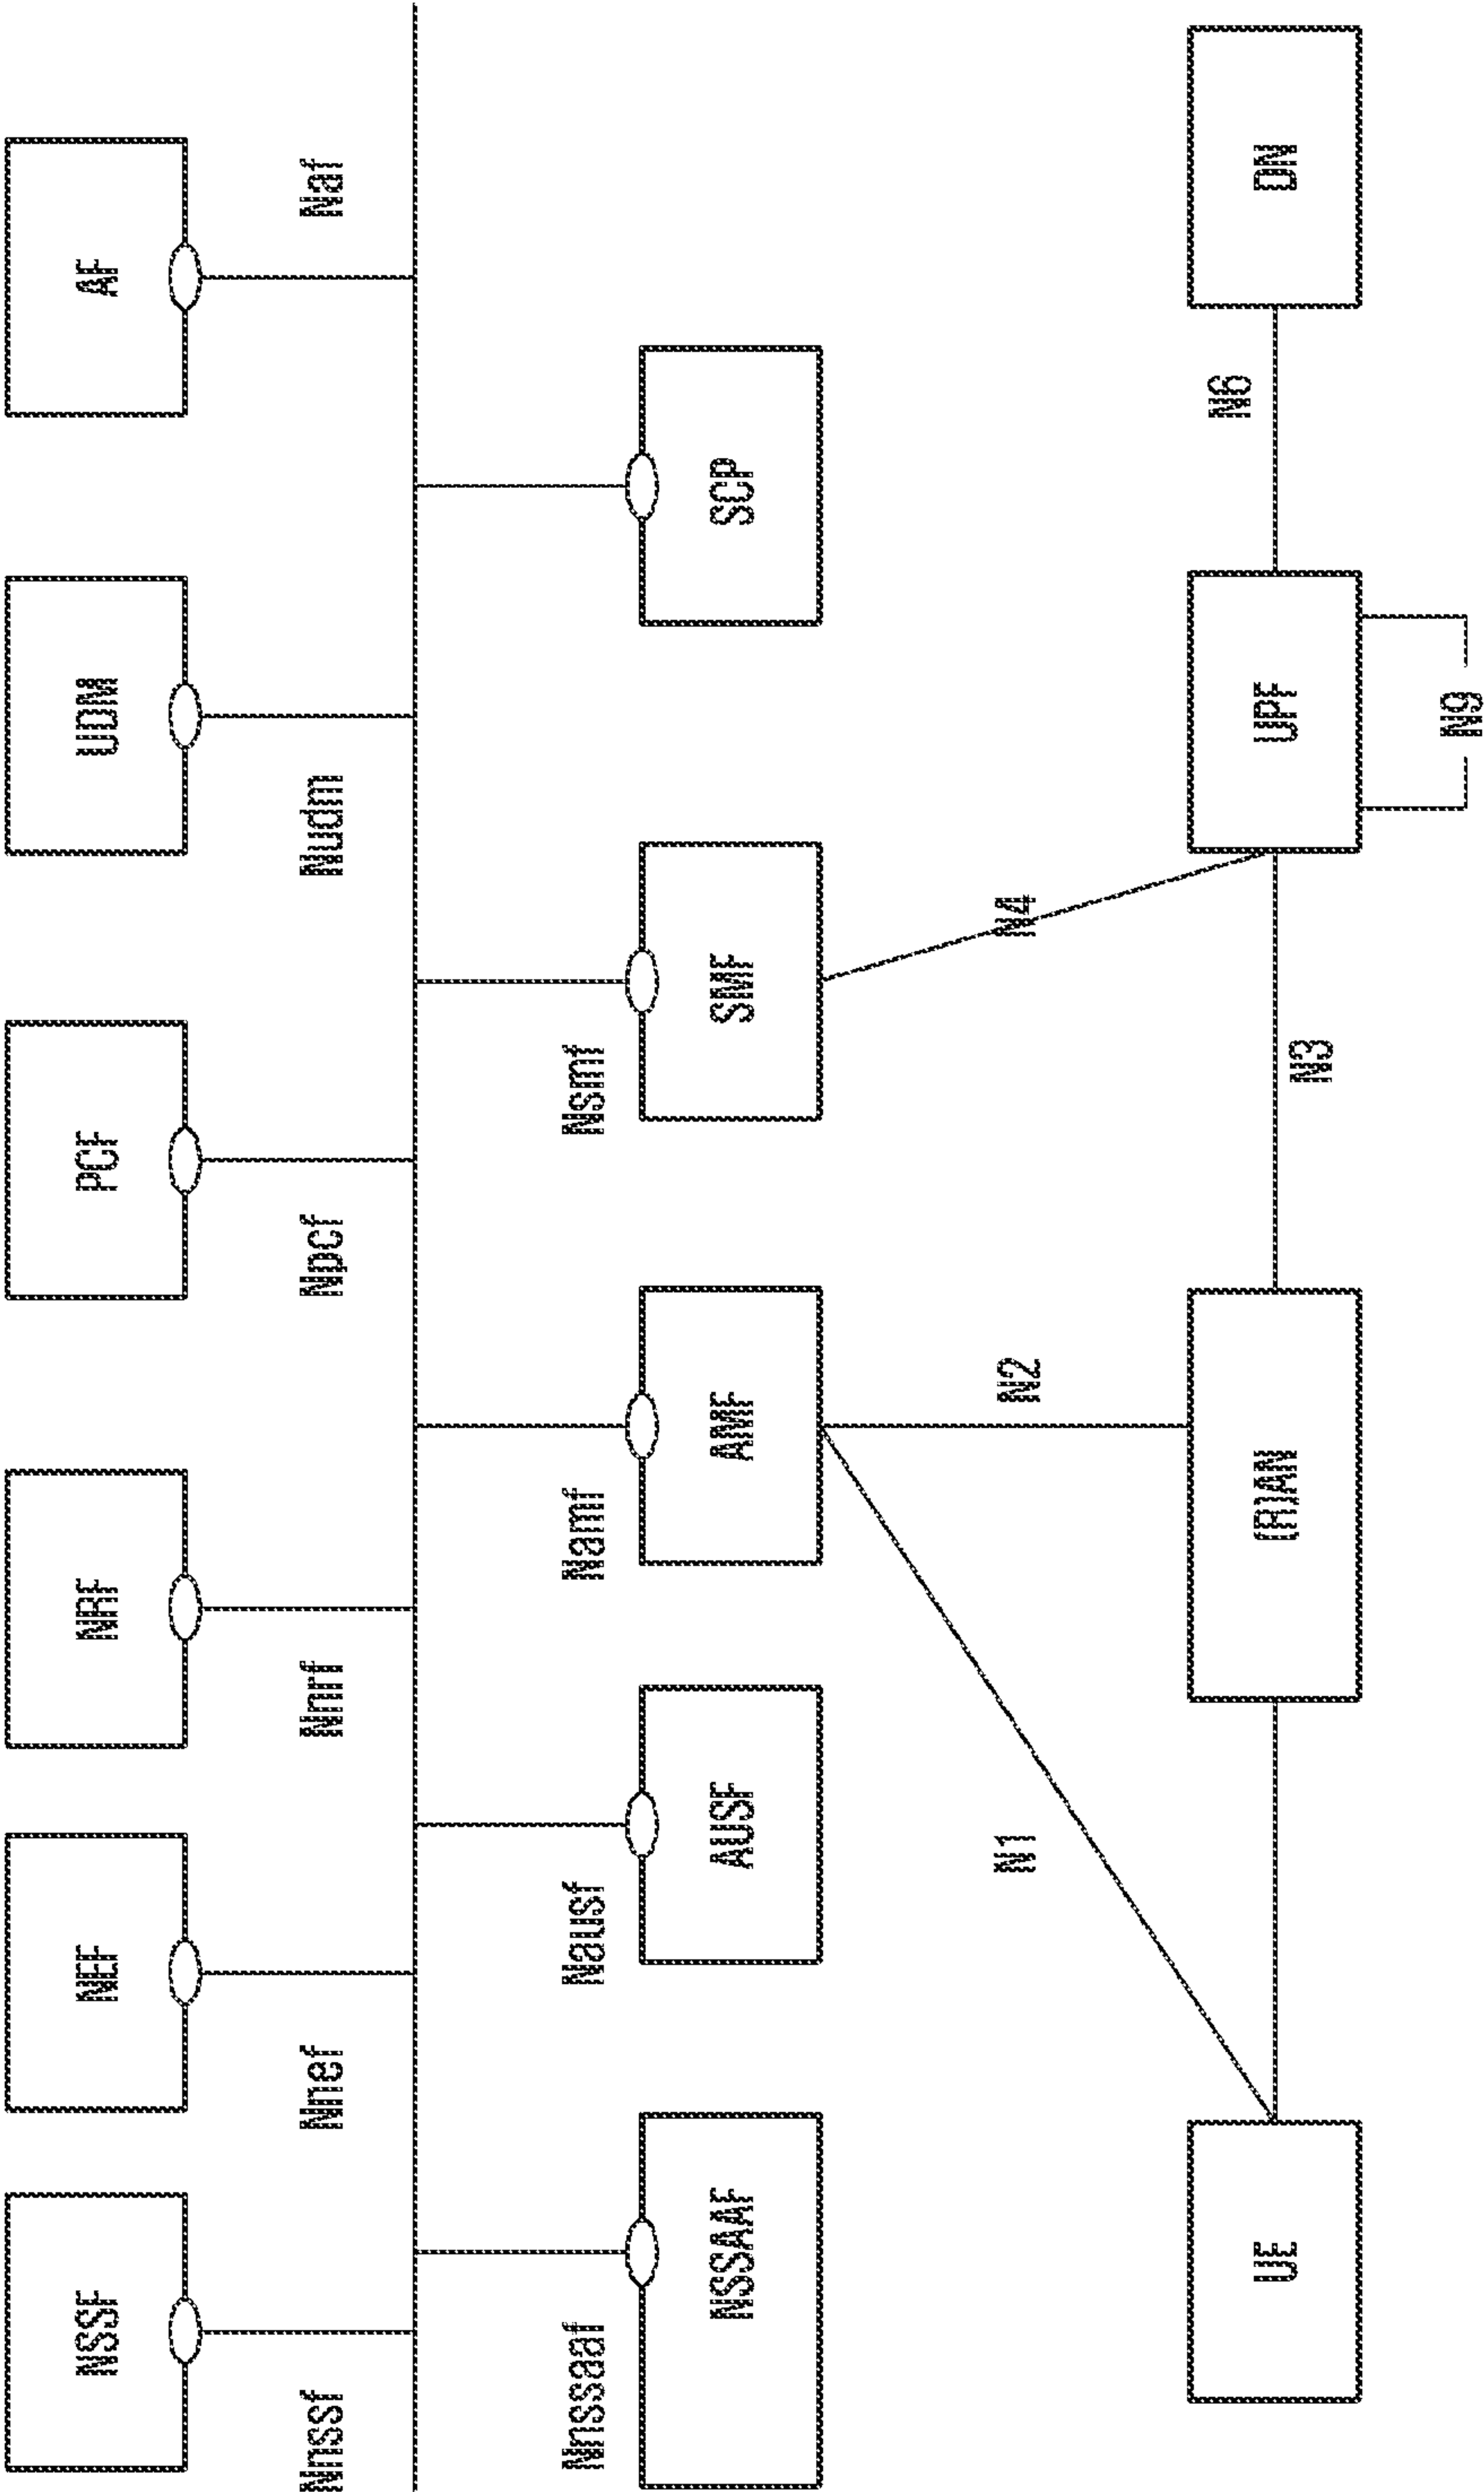 NSSF
NEF
NRF
PCF
UDM
AF
Nnssf
Nnef
Nnrf
Npcf
Nudm
Naf
Nnssaaf
Nausf
Namf
Nsmf
NSSAAF
AUSF
AMF
SMF
SCP
N1
N2
N4
UE
(R)AN
N3
UPF
N6
DN
N9